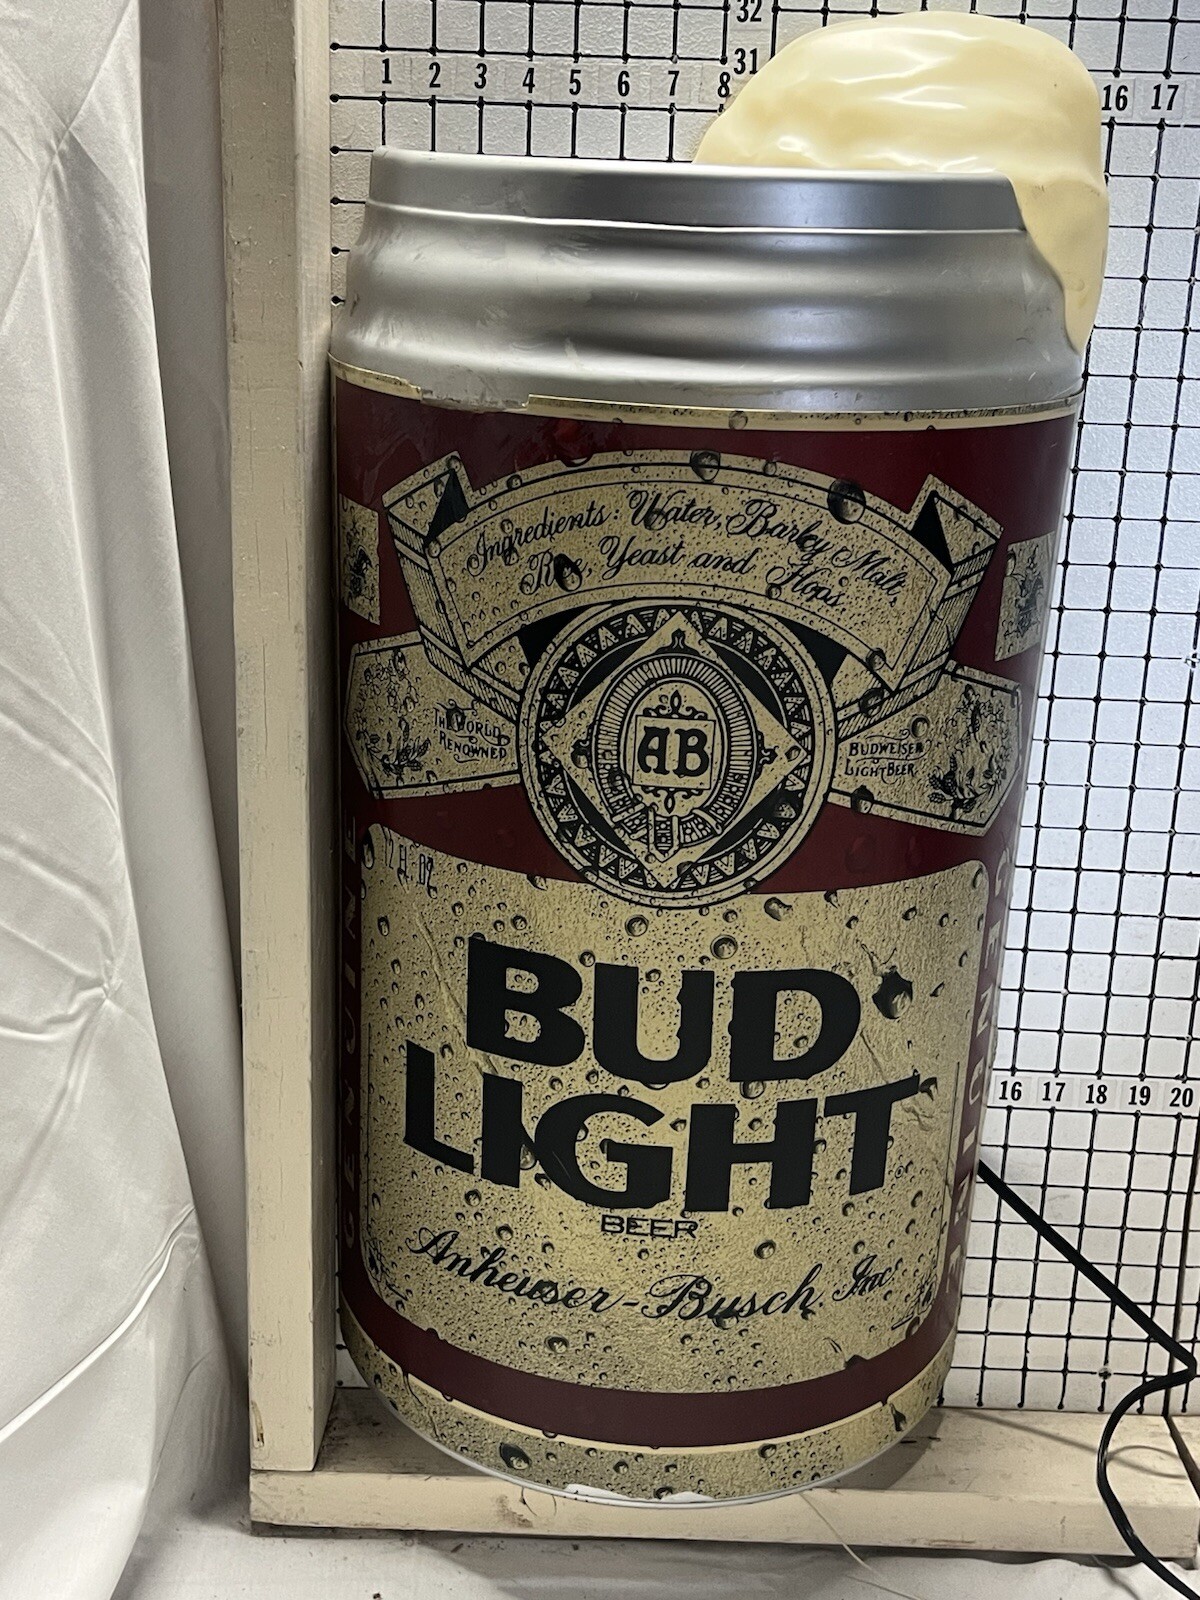 32
31
1 2 3 4 5 6 7 8
16 17
Ingredients: Water, Barley Malt,
Rice, Yeast and Hops.
THE WORLD
RENOWNED
AB
BUDWEISER
LIGHT BEER
12 fl. oz.
GENUINE
GENUINE
BUD
LIGHT
®
BEER
Anheuser-Busch, Inc.
16 17 18 19 20